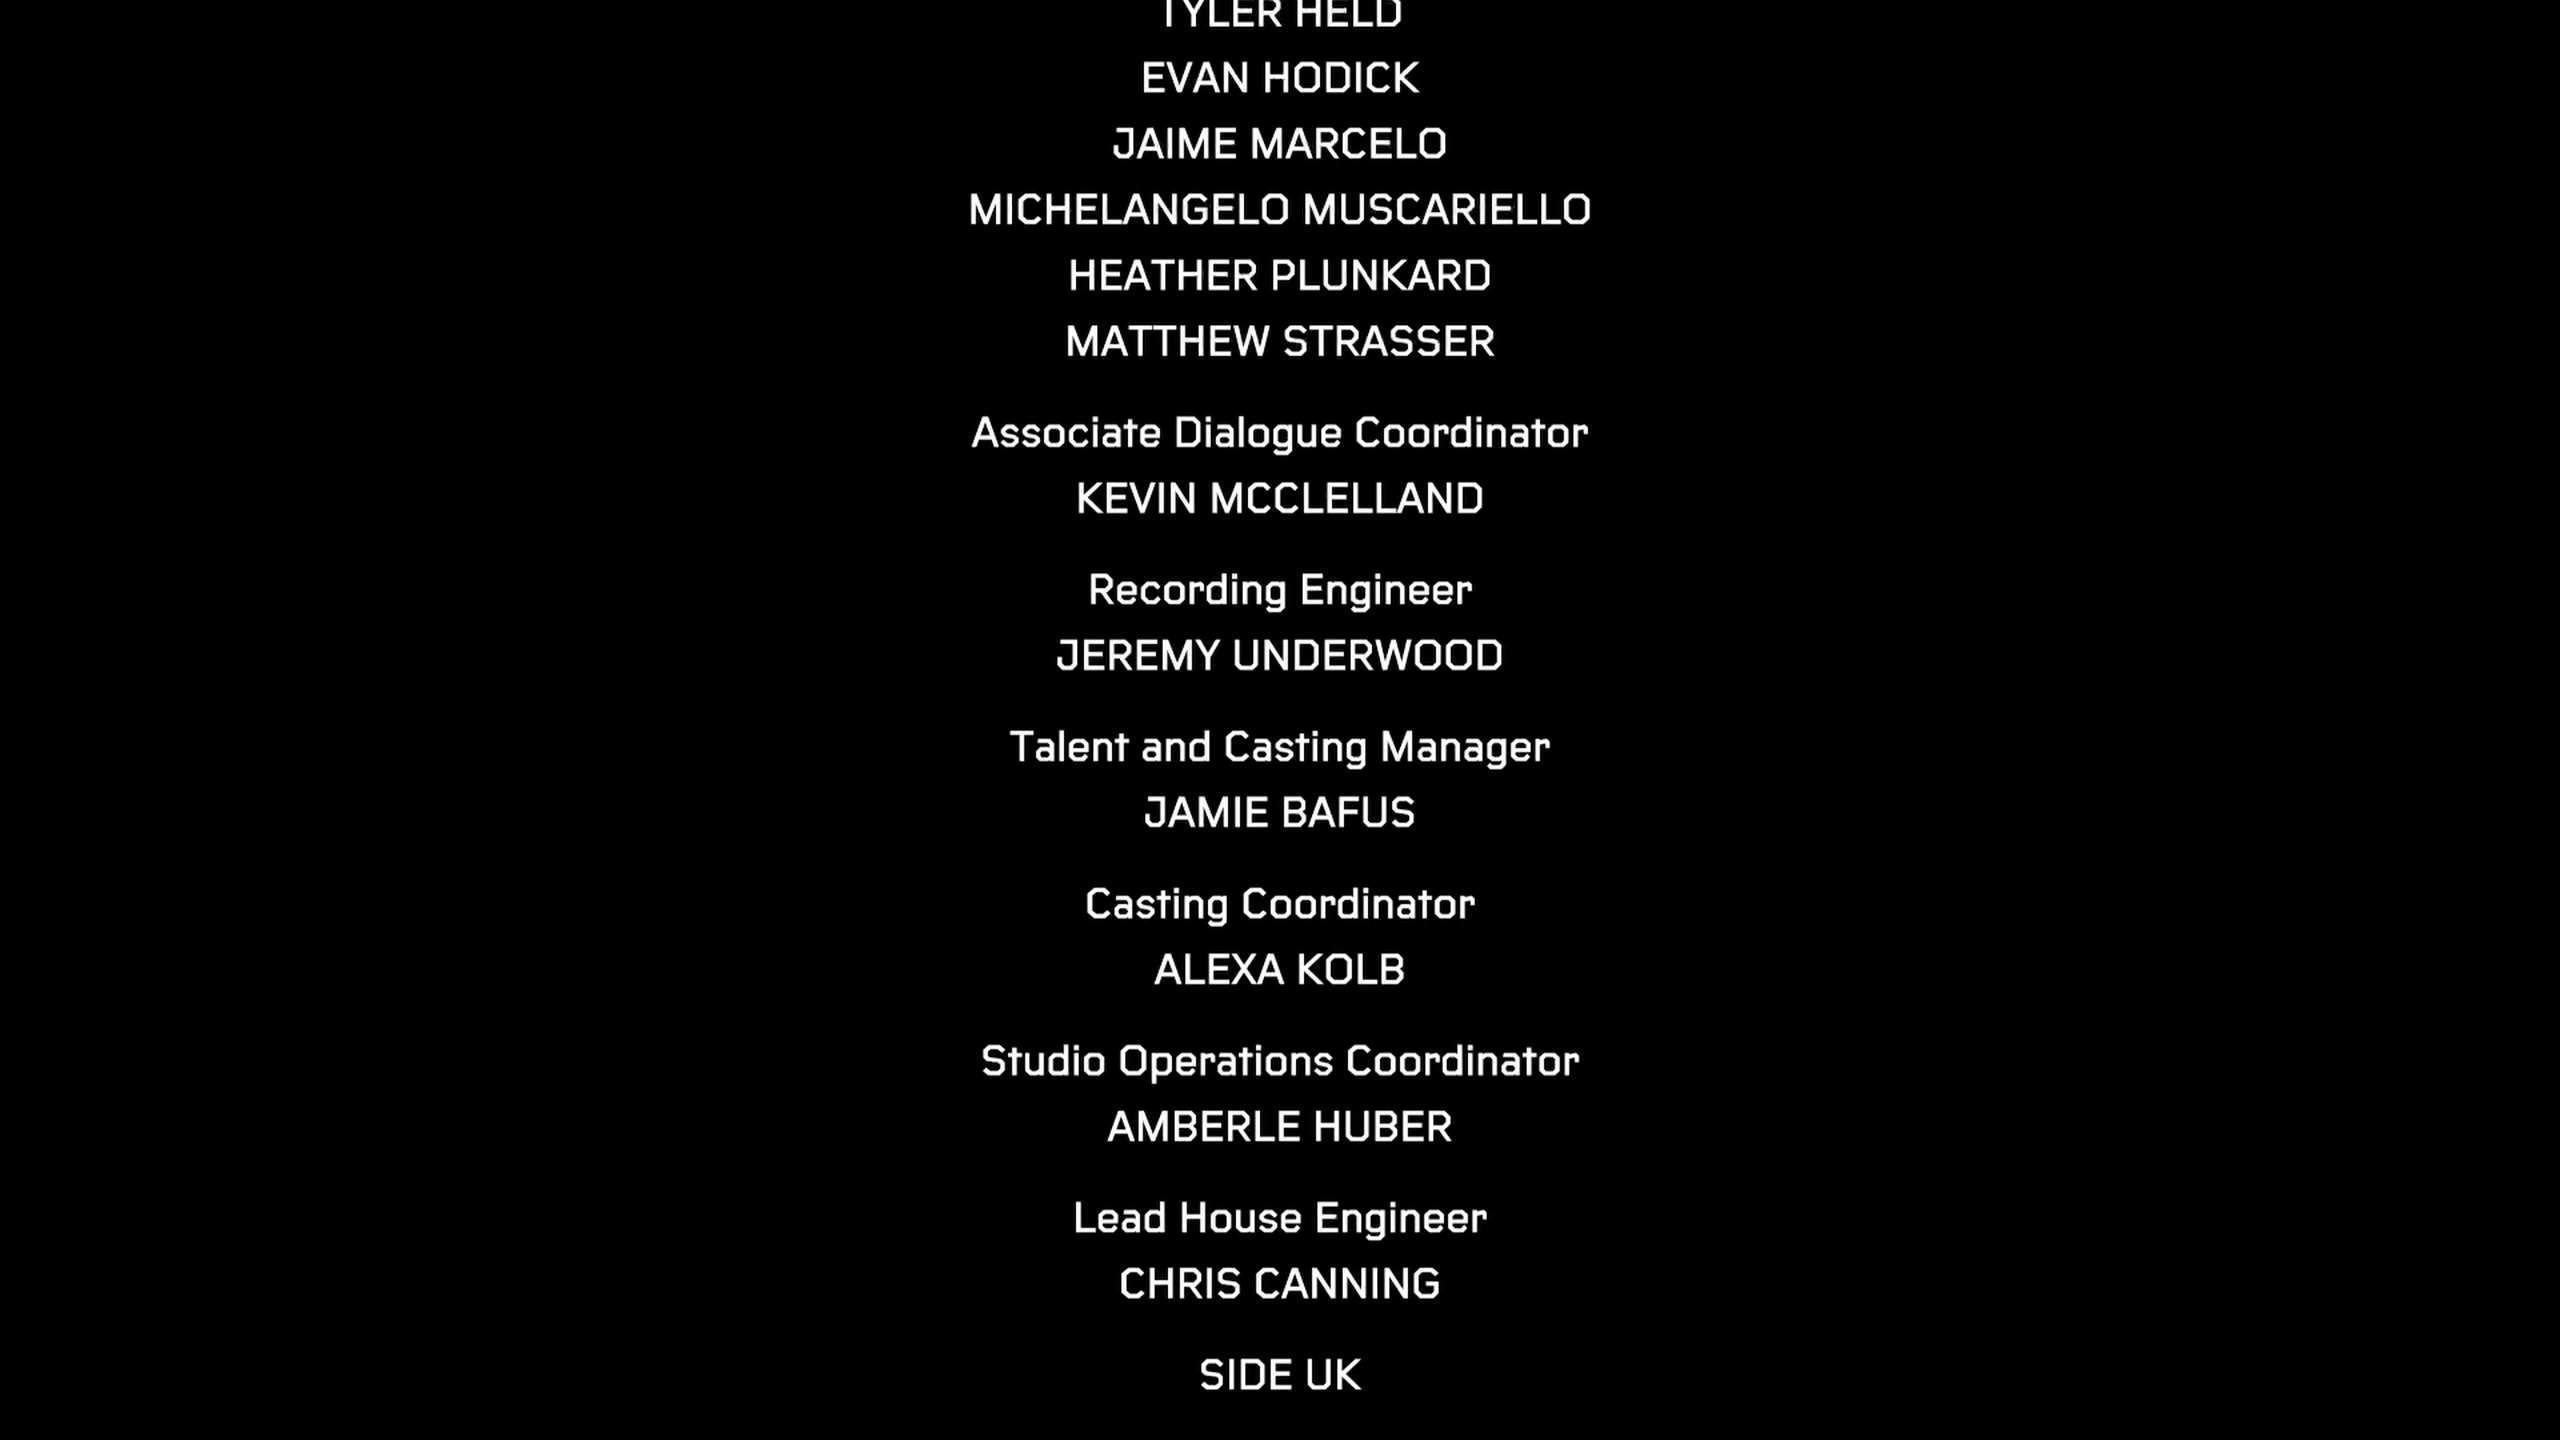 TYLER HELD
EVAN HODICK
JAIME MARCELO
MICHELANGELO MUSCARIELLO
HEATHER PLUNKARD
MATTHEW STRASSER
Associate Dialogue Coordinator
KEVIN MCCLELLAND
Recording Engineer
JEREMY UNDERWOOD
Talent and Casting Manager
JAMIE BAFUS
Casting Coordinator
ALEXA KOLB
Studio Operations Coordinator
AMBERLE HUBER
Lead House Engineer
CHRIS CANNING
SIDE UK